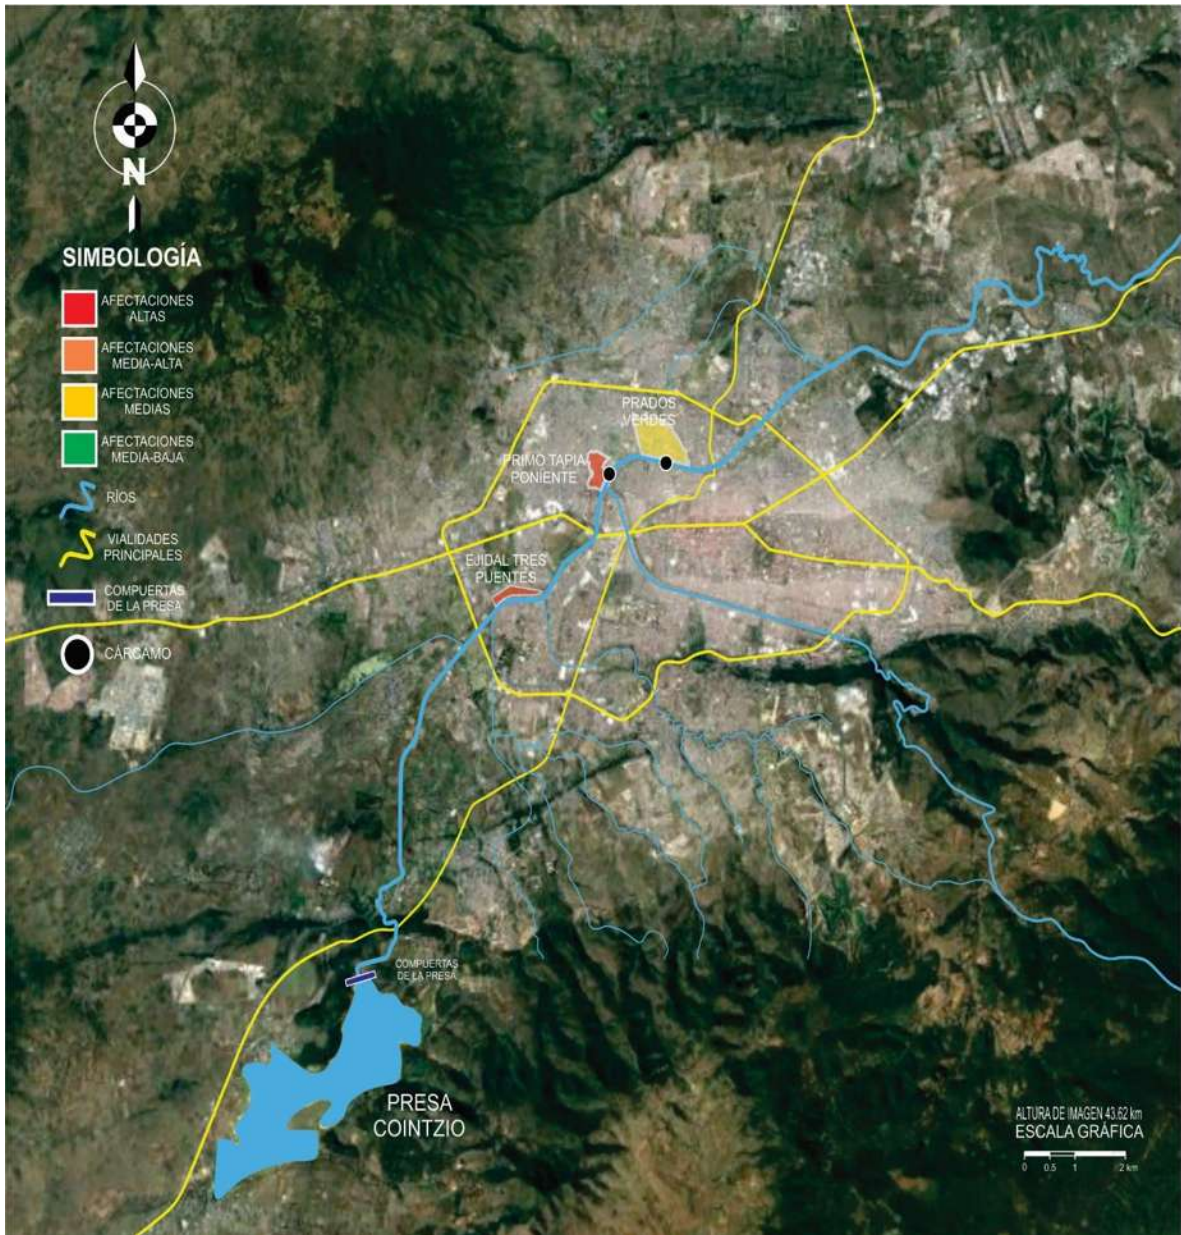 N
SIMBOLOGÍA
AFECTACIONES
ALTAS
AFECTACIONES
MEDIA-ALTA
AFECTACIONES
MEDIAS
AFECTACIONES
MEDIA-BAJA
RÍOS
VIALIDADES
PRINCIPALES
COMPUERTAS
DE LA PRESA
CÁRCAMO
PRADOS
VERDES
PRIMO TAPIA
PONIENTE
EJIDAL TRES
PUENTES
COMPUERTAS
DE LA PRESA
PRESA
COINTZIO
ALTURA DE IMAGEN 43.62 km
ESCALA GRÁFICA
0 0.5 1 2 km